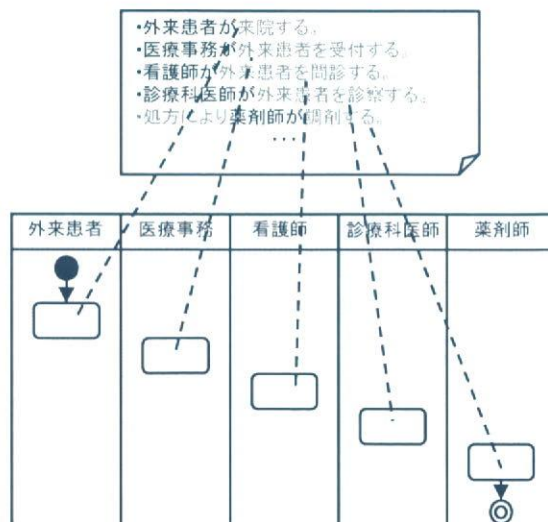 ・外来患者が来院する。
・医療事務が外来患者を受付する。
・看護師が外来患者を問診する。
・診療科医師が外来患者を診察する。
・処方により薬剤師が調剤する。
...
外来患者 医療事務 看護師 診療科医師 薬剤師